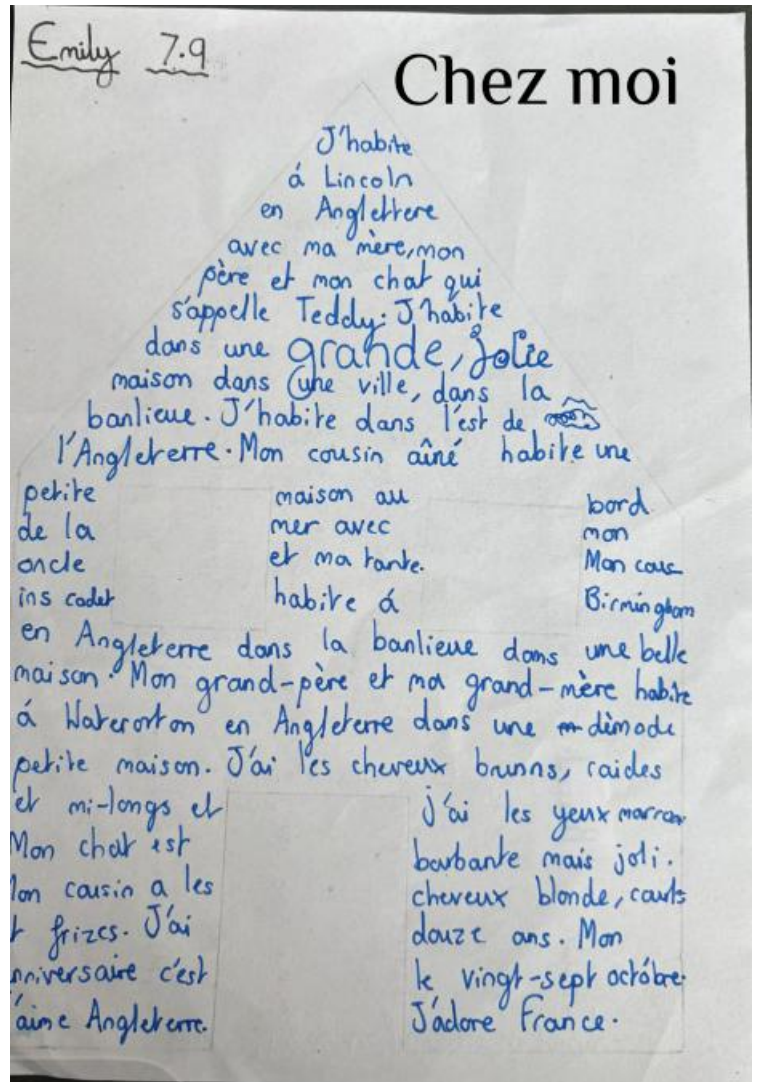 Emily 7.9
Chez moi
J'habite
á Lincoln
en Anglettere
avec ma mère, mon
père et mon chat qui
s'appelle Teddy. J'habite
dans une grande, jolie
maison dans une ville, dans la
banlieue. J'habite dans l'est de
l'Angleterre. Mon cousin aîné habite une
petite maison au bord
de la mer avec mon
oncle et ma tante. Mon cous
ins cadet habite á Birmingham
en Angleterre dans la banlieue dans une belle
maison. Mon grand-père et ma grand-mère habite
á Waterorton en Angleterre dans une dèmode
petite maison. J'ai les cheveux brunns, raides
et mi-longs et j'ai les yeux marron
Mon chat est barbante mais joli.
on cousin a les cheveux blonde, courts
t frizes. J'ai douze ans. Mon
nniversaire c'est le vingt-sept octóbre.
'aime Angleterre. J'adore France.